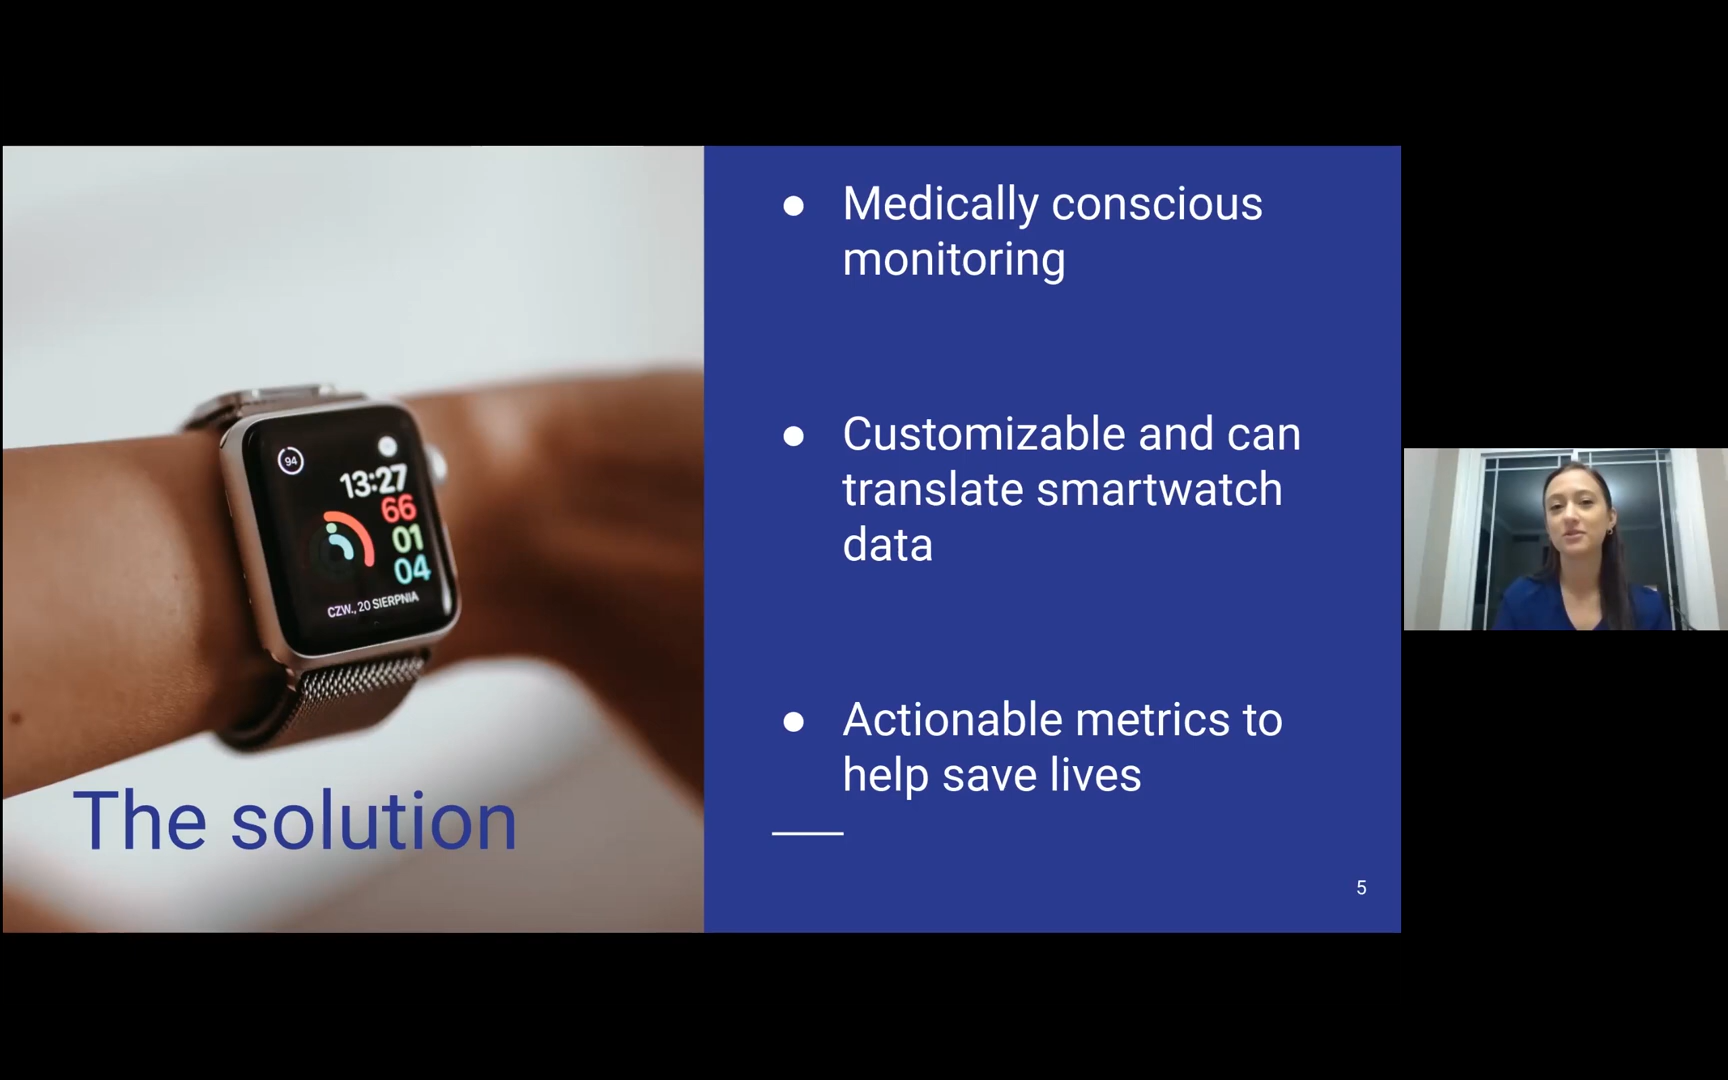 94
13:27
66
01
04
CZW., 20 SIERPNIA
The solution
● Medically conscious
monitoring
● Customizable and can
translate smartwatch
data
● Actionable metrics to
help save lives
5